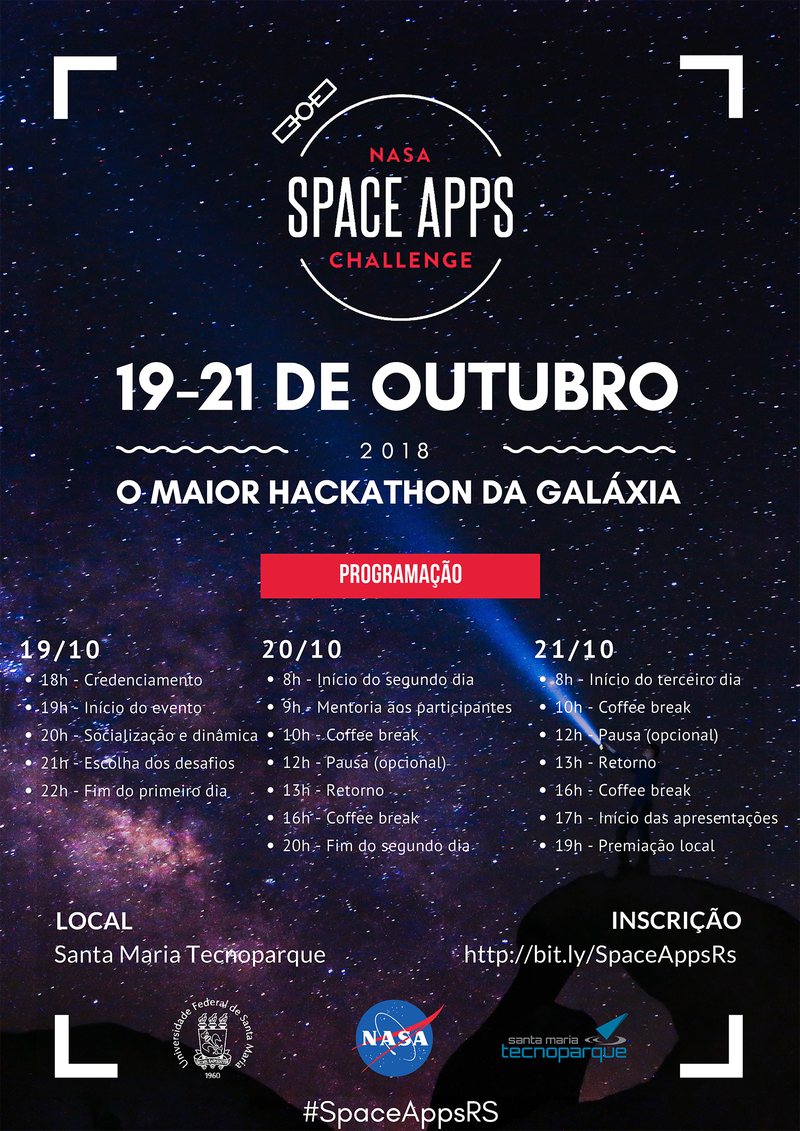 NASA
SPACE APPS
CHALLENGE
19-21 DE OUTUBRO
2018
O MAIOR HACKATHON DA GALÁXIA
PROGRAMAÇÃO
19/10
18h - Credenciamento
19h - Início do evento
20h - Socialização e dinâmica
21h - Escolha dos desafios
22h - Fim do primeiro dia
20/10
8h - Início do segundo dia
9h - Mentoria aos participantes
10h - Coffee break
12h - Pausa (opcional)
13h - Retorno
16h - Coffee break
20h - Fim do segundo dia
21/10
8h - Início do terceiro dia
10h - Coffee break
12h - Pausa (opcional)
13h - Retorno
16h - Coffee break
17h - Início das apresentações
19h - Premiação local
LOCAL
Santa Maria Tecnoparque
INSCRIÇÃO
http://bit.ly/SpaceAppsRs
Universidade Federal de Santa Maria
1960
NASA
santa maria
tecnoparque
#SpaceAppsRS